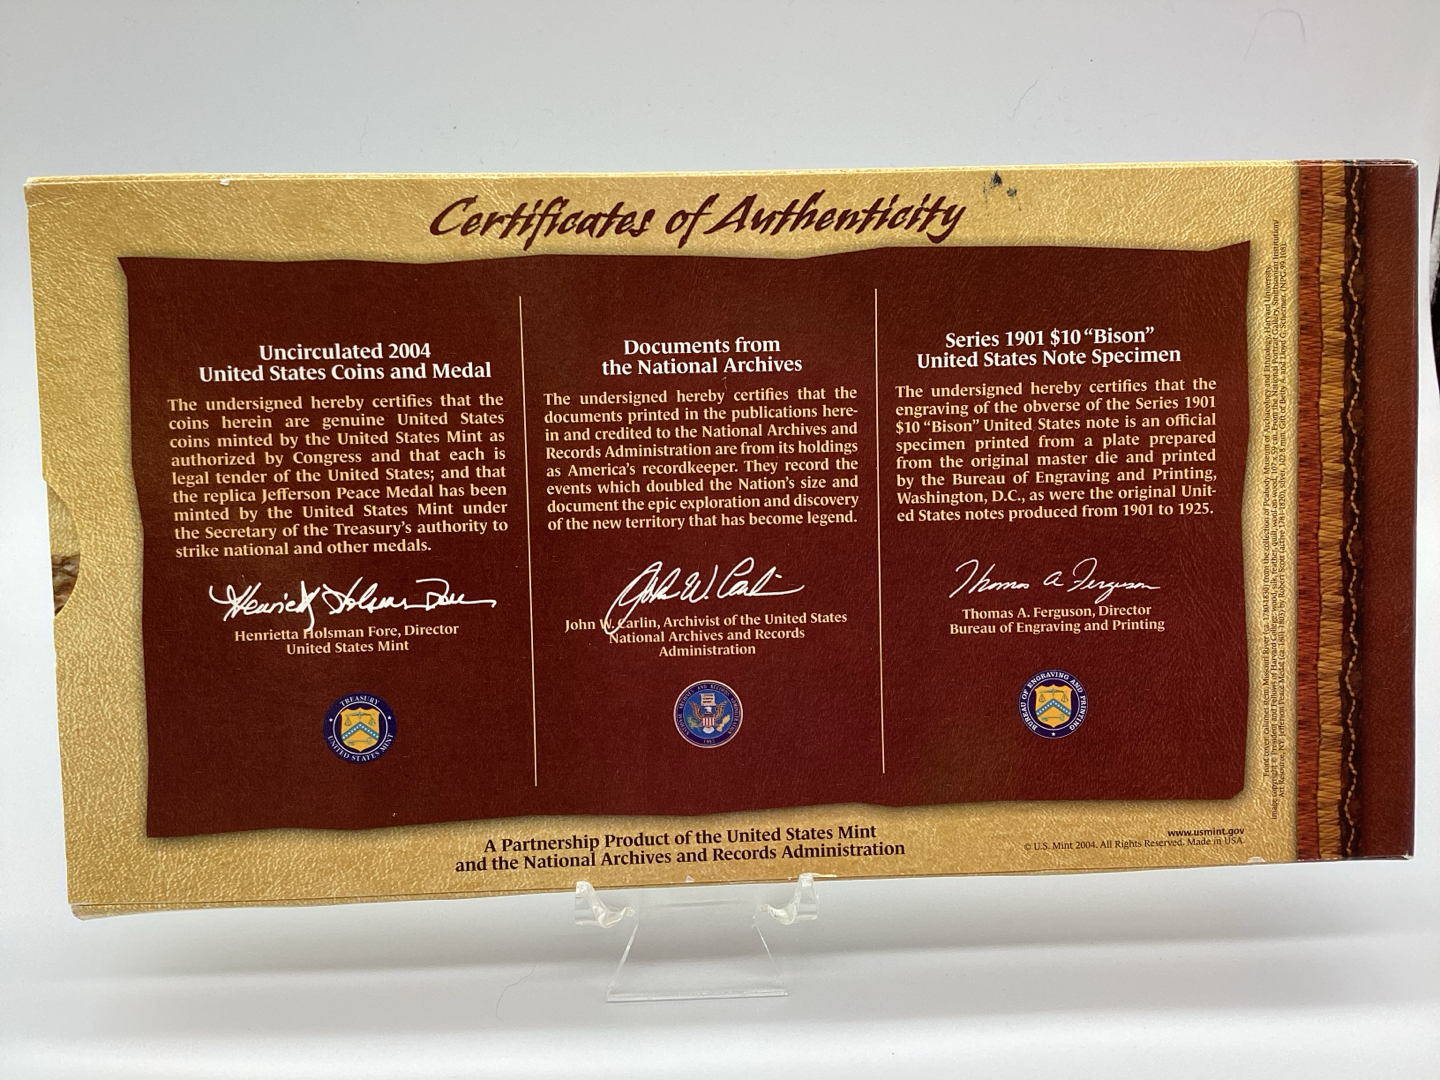 Certificates of Authenticity
Uncirculated 2004
United States Coins and Medal
The undersigned hereby certifies that the
coins herein are genuine United States
coins minted by the United States Mint as
authorized by Congress and that each is
legal tender of the United States; and that
the replica Jefferson Peace Medal has been
minted by the United States Mint under
the Secretary of the Treasury's authority to
strike national and other medals.
Henrietta Holsman Fore
Henrietta Holsman Fore, Director
United States Mint
TREASURY
UNITED STATES MINT
Documents from
the National Archives
The undersigned hereby certifies that the
documents printed in the publications here-
in and credited to the National Archives and
Records Administration are from its holdings
as America's recordkeeper. They record the
events which doubled the Nation's size and
document the epic exploration and discovery
of the new territory that has become legend.
John W. Carlin
John W. Carlin, Archivist of the United States
National Archives and Records
Administration
NATIONAL ARCHIVES AND RECORDS ADMINISTRATION
1985
Series 1901 $10 “Bison”
United States Note Specimen
The undersigned hereby certifies that the
engraving of the obverse of the Series 1901
$10 “Bison” United States note is an official
specimen printed from a plate prepared
from the original master die and printed
by the Bureau of Engraving and Printing,
Washington, D.C., as were the original Unit-
ed States notes produced from 1901 to 1925.
Thomas A. Ferguson
Thomas A. Ferguson, Director
Bureau of Engraving and Printing
BUREAU OF ENGRAVING AND PRINTING
A Partnership Product of the United States Mint
and the National Archives and Records Administration
www.usmint.gov
© U.S. Mint 2004. All Rights Reserved. Made in USA.